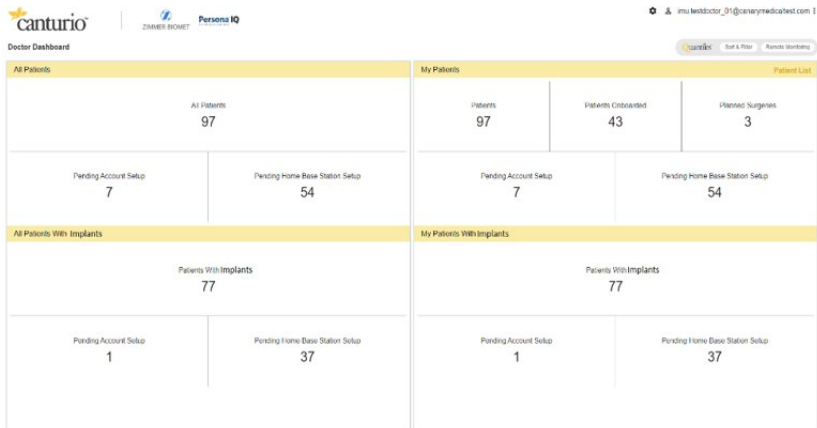 canturio
ZIMMER BIOMET
Persona IQ
imu.testdoctor_01@canarymedicaltest.com
Doctor Dashboard
Sort & Filter
Remote Monitoring
All Patients
All Patients
97
Pending Account Setup
7
Pending Home Base Station Setup
54
My Patients
Patient List
Patients
97
Patients Onboarded
43
Planned Surgeries
3
Pending Account Setup
7
Pending Home Base Station Setup
54
All Patients With Implants
Patients With Implants
77
Pending Account Setup
1
Pending Home Base Station Setup
37
My Patients With Implants
Patients With Implants
77
Pending Account Setup
1
Pending Home Base Station Setup
37